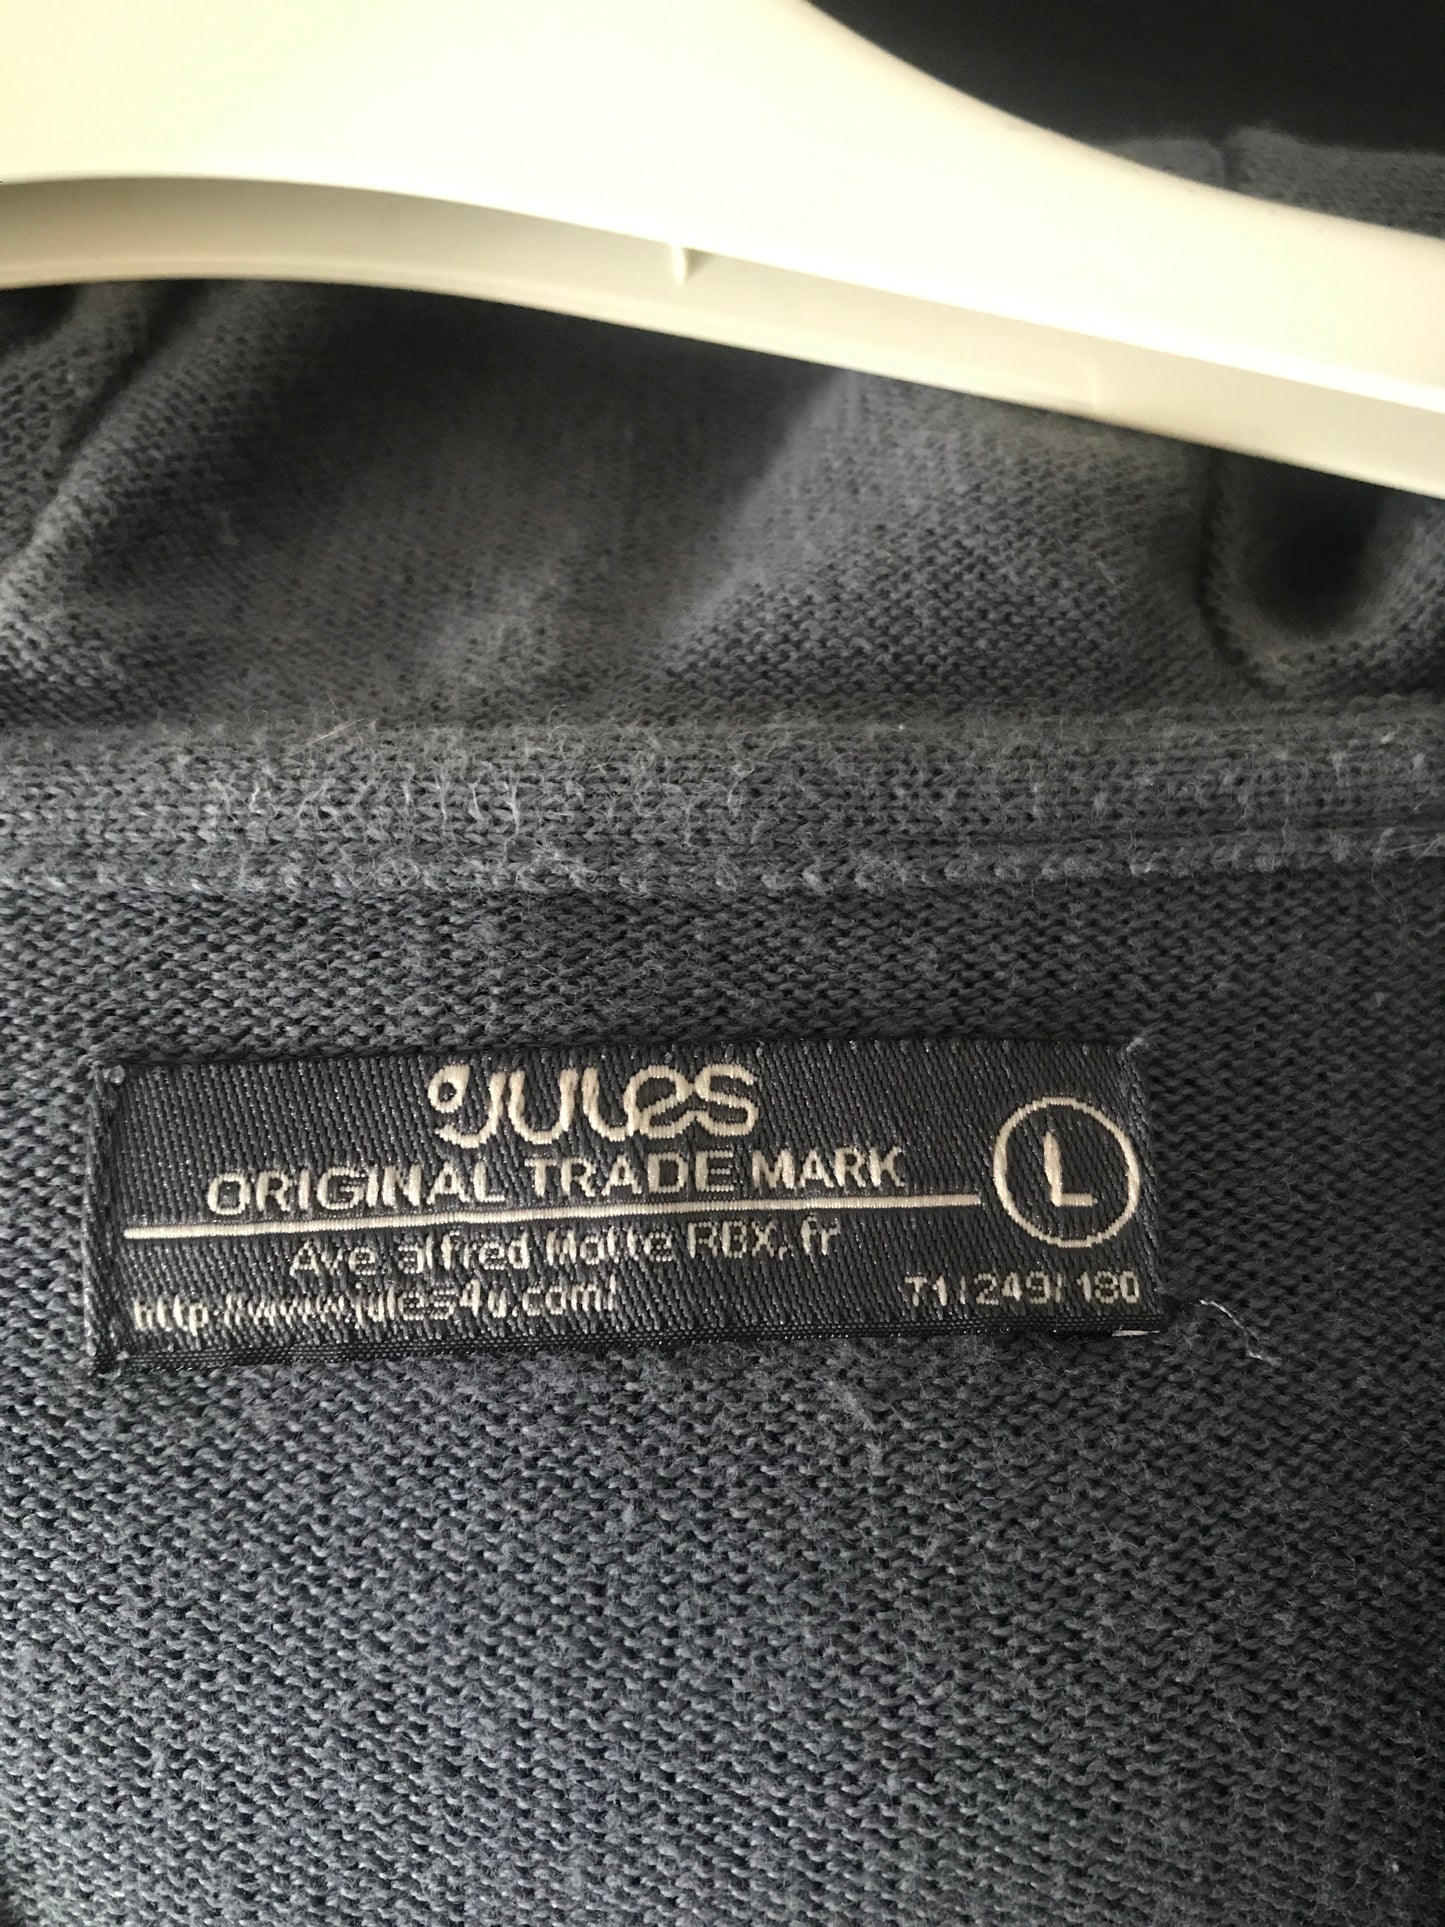 Jules
ORIGINAL TRADE MARK
L
Ave. alfred Motte RBX, fr
http://www.jules4u.com/
71/249/180